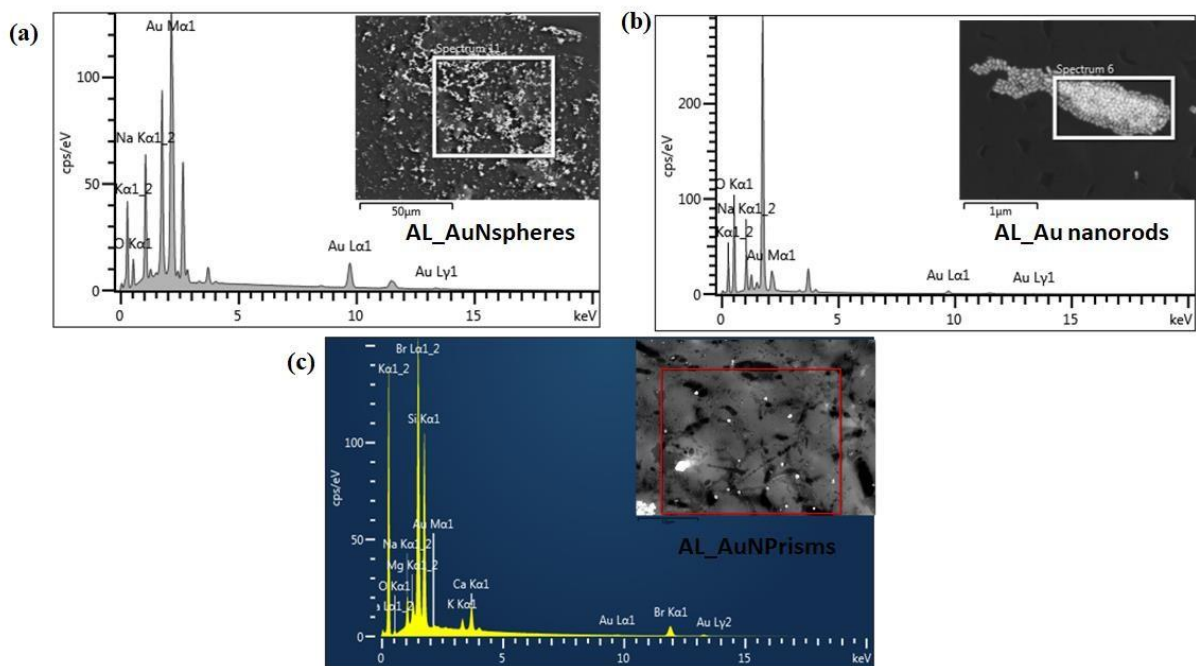 (a)
Au Mα1
100
Na Kα1_2
cps/eV
50
Kα1_2
O Kα1
Au Lα1
Au Lγ1
0
0 5 10 15 keV
Spectrum 11
50μm
AL_AuNspheres
(b)
200
cps/eV
O Kα1
100
Na Kα1_2
Kα1_2
Au Mα1
Au Lα1
Au Lγ1
0
0 5 10 15 keV
Spectrum 6
1μm
AL_Au nanorods
(c)
Br Lα1_2
Kα1_2
Si Kα1
100
cps/eV
50
Au Mα1
Na Kα1_2
Mg Kα1_2
O Kα1
Ca Kα1
a Lα1_2
K Kα1
Au Lα1
Br Kα1
Au Lγ2
0
0 5 10 15 keV
AL_AuNPrisms